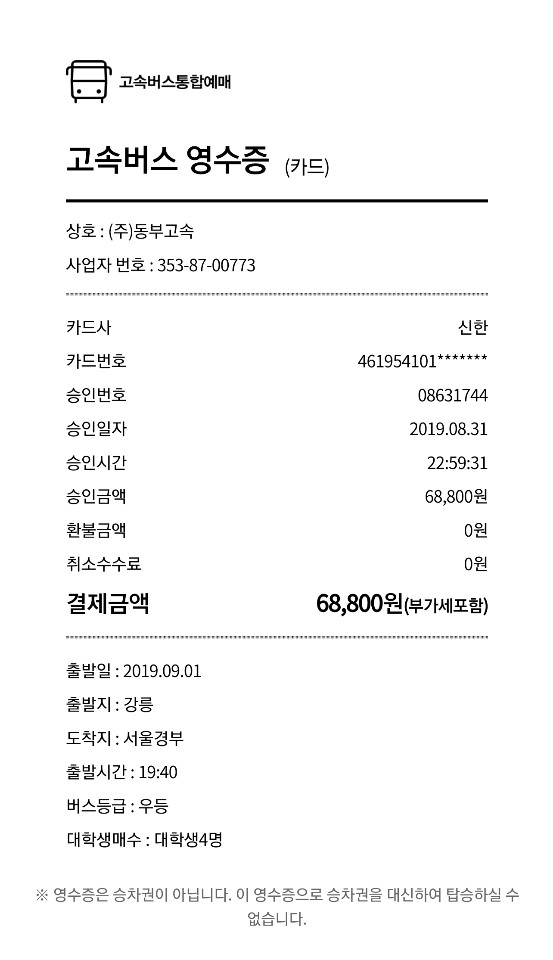 고속버스통합예매
고속버스 영수증 (카드)
상호 : (주)동부고속
사업자 번호 : 353-87-00773
카드사 신한
카드번호 461954101*******
승인번호 08631744
승인일자 2019.08.31
승인시간 22:59:31
승인금액 68,800원
환불금액 0원
취소수수료 0원
결제금액 68,800원(부가세포함)
출발일 : 2019.09.01
출발지 : 강릉
도착지 : 서울경부
출발시간 : 19:40
버스등급 : 우등
대학생매수 : 대학생4명
※ 영수증은 승차권이 아닙니다. 이 영수증으로 승차권을 대신하여 탑승하실 수
없습니다.